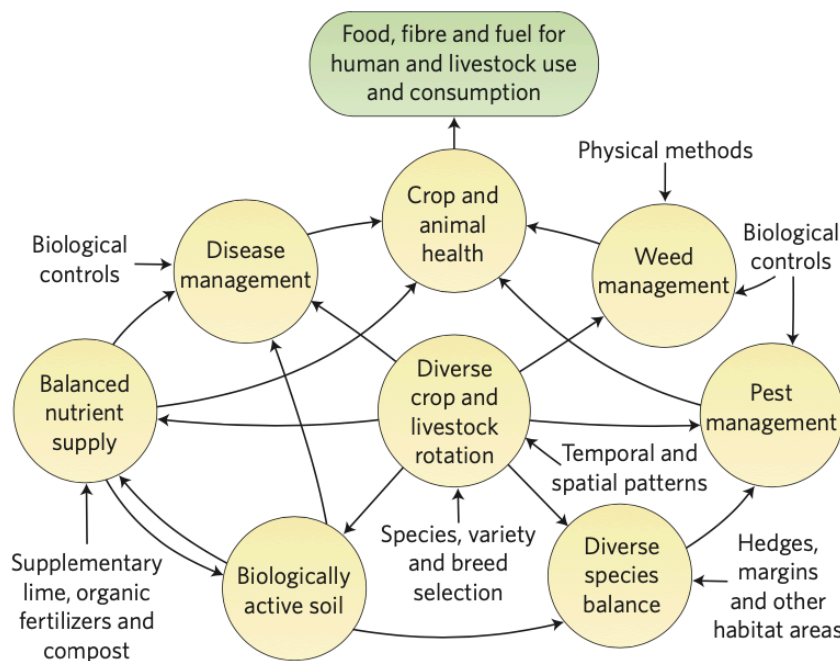 Food, fibre and fuel for
human and livestock use
and consumption
Physical methods
Crop and
animal
health
Biological
controls
Disease
management
Weed
management
Biological
controls
Balanced
nutrient
supply
Diverse
crop and
livestock
rotation
Pest
management
Temporal and
spatial patterns
Supplementary
lime, organic
fertilizers and
compost
Biologically
active soil
Species, variety
and breed
selection
Diverse
species
balance
Hedges,
margins
and other
habitat areas